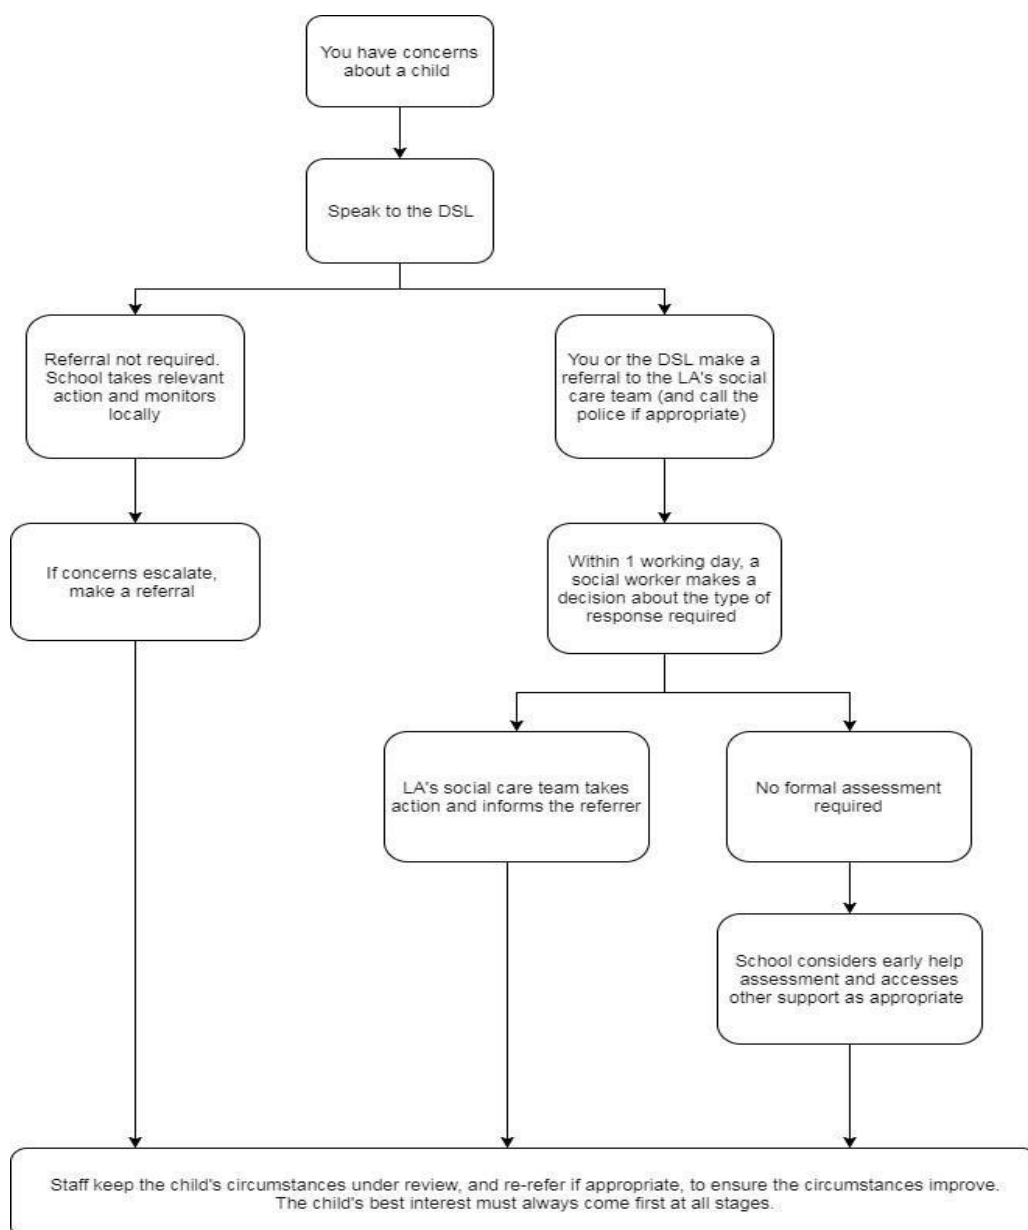 You have concerns
about a child
Speak to the DSL
Referral not required.
School takes relevant
action and monitors
locally
You or the DSL make a
referral to the LA's social
care team (and call the
police if appropriate)
If concerns escalate,
make a referral
Within 1 working day, a
social worker makes a
decision about the type of
response required
LA's social care team takes
action and informs the referrer
No formal assessment
required
School considers early help
assessment and accesses
other support as appropriate
Staff keep the child's circumstances under review, and re-refer if appropriate, to ensure the circumstances improve.
The child's best interest must always come first at all stages.